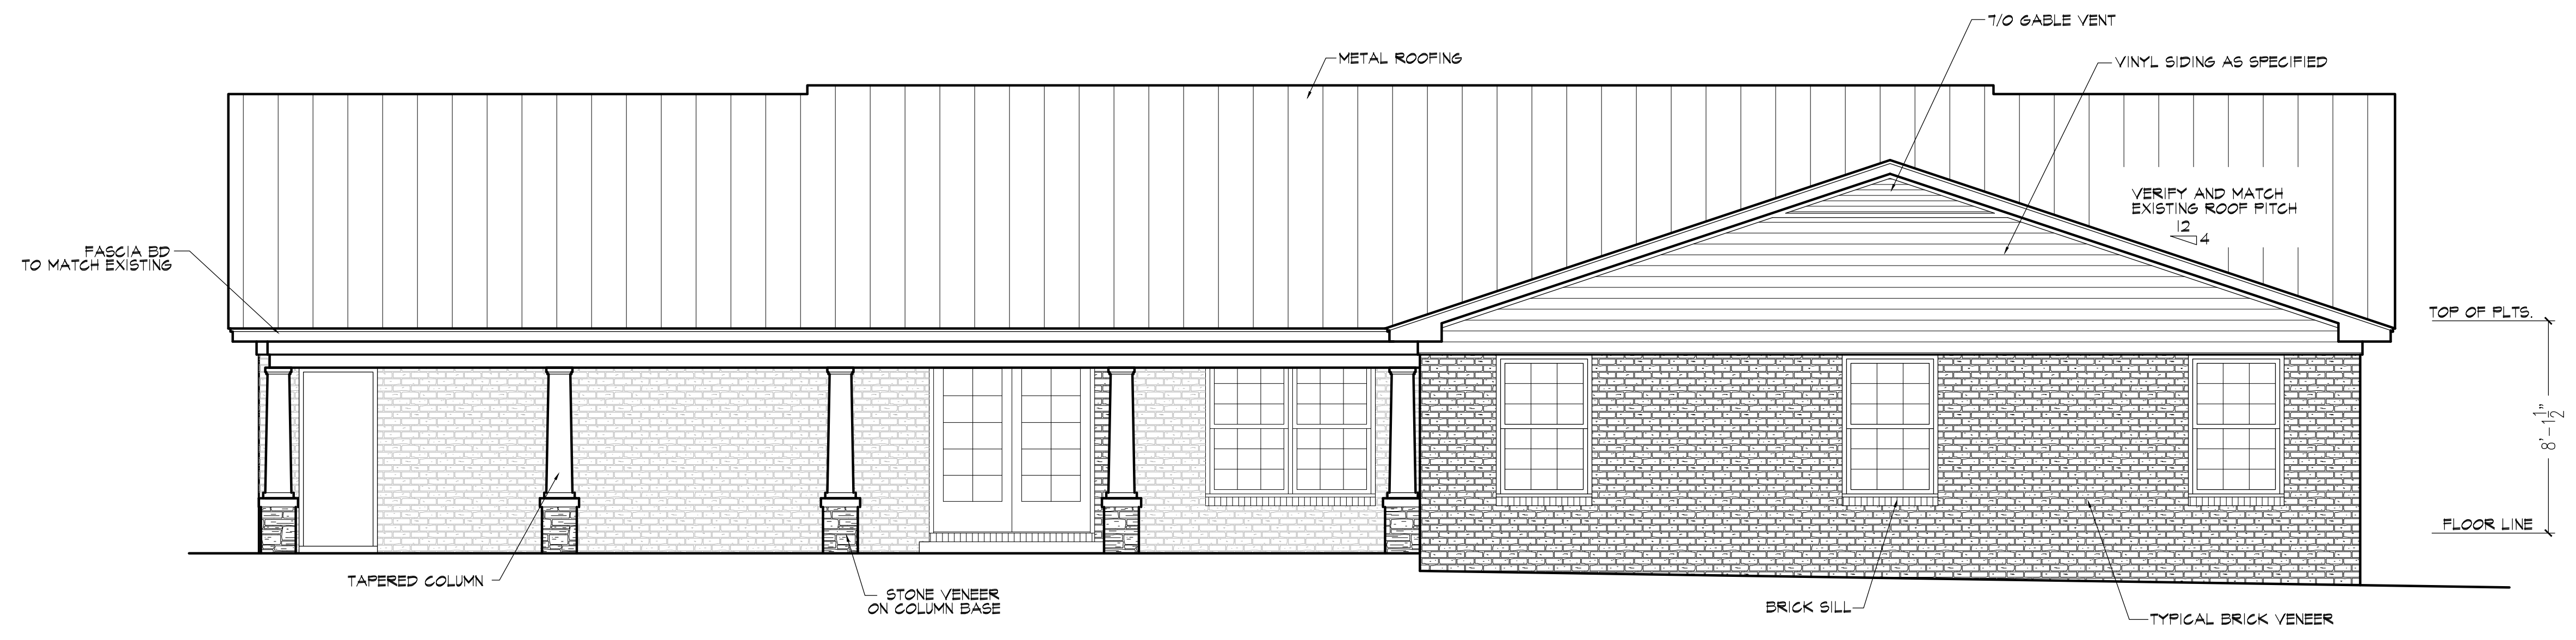 7/0 GABLE VENT
METAL ROOFING
VINYL SIDING AS SPECIFIED
VERIFY AND MATCH
EXISTING ROOF PITCH
12
4
FASCIA BD
TO MATCH EXISTING
TOP OF PLTS.
8'-1 1/2"
FLOOR LINE
TAPERED COLUMN
STONE VENEER
ON COLUMN BASE
BRICK SILL
TYPICAL BRICK VENEER